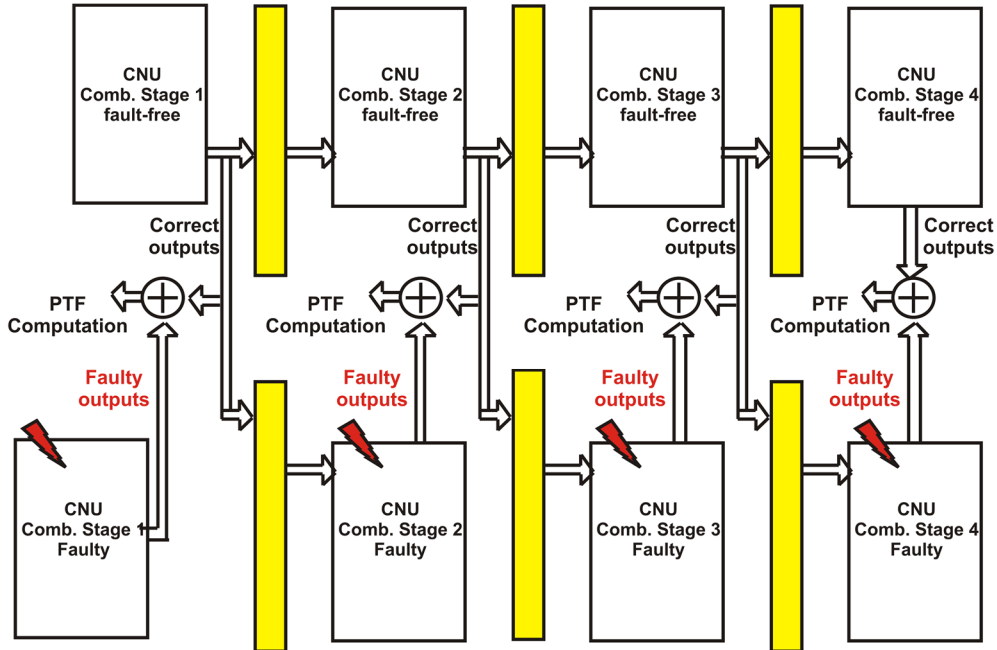 CNU
Comb. Stage 1
fault-free
CNU
Comb. Stage 2
fault-free
CNU
Comb. Stage 3
fault-free
CNU
Comb. Stage 4
fault-free
Correct
outputs
Correct
outputs
Correct
outputs
Correct
outputs
PTF
Computation
PTF
Computation
PTF
Computation
PTF
Computation
Faulty
outputs
Faulty
outputs
Faulty
outputs
Faulty
outputs
CNU
Comb. Stage 1
Faulty
CNU
Comb. Stage 2
Faulty
CNU
Comb. Stage 3
Faulty
CNU
Comb. Stage 4
Faulty